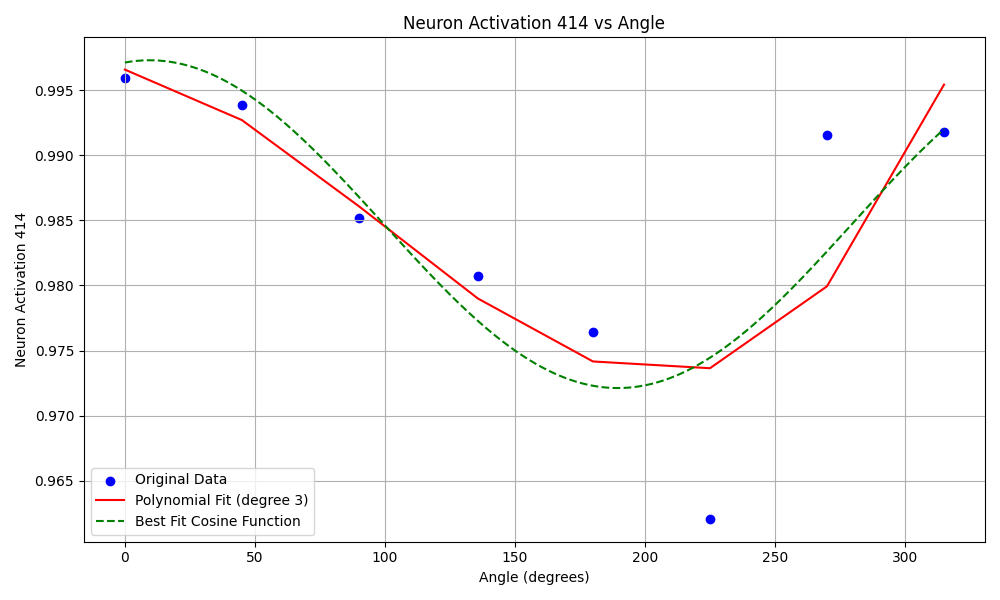 Neuron Activation 414 vs Angle
Neuron Activation 414
0.995
0.990
0.985
0.980
0.975
0.970
0.965
Original Data
Polynomial Fit (degree 3)
Best Fit Cosine Function
0 50 100 150 200 250 300
Angle (degrees)